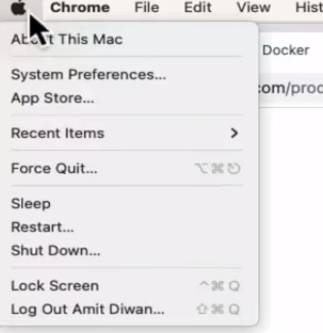 Chrome File Edit View Hist
About This Mac
Docker
System Preferences...
com/prod
App Store...
Recent Items
Force Quit... ⌥⌘⎋
Sleep
Restart...
Shut Down...
Lock Screen ^⌘Q
Log Out Amit Diwan... ⇧⌘Q